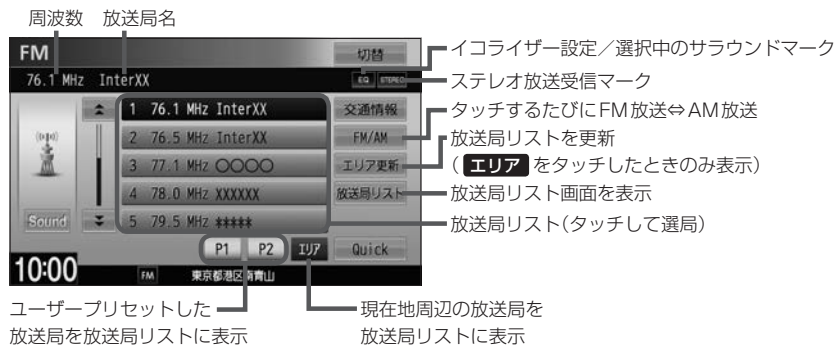 周波数 放送局名
FM
切替
イコライザー設定／選択中のサラウンドマーク
76.1 MHz InterXX
EQ STEREO
ステレオ放送受信マーク
1 76.1 MHz InterXX
交通情報
タッチするたびにFM放送⇔AM放送
2 76.5 MHz InterXX
FM/AM
放送局リストを更新
3 77.1 MHz ○○○○
エリア更新
( エリア をタッチしたときのみ表示)
4 78.0 MHz XXXXXX
放送局リスト
放送局リスト画面を表示
Sound
5 79.5 MHz *****
放送局リスト(タッチして選局)
P1 P2 エリア Quick
10:00 FM 東京都港区南青山
ユーザープリセットした
放送局を放送局リストに表示
現在地周辺の放送局を
放送局リストに表示